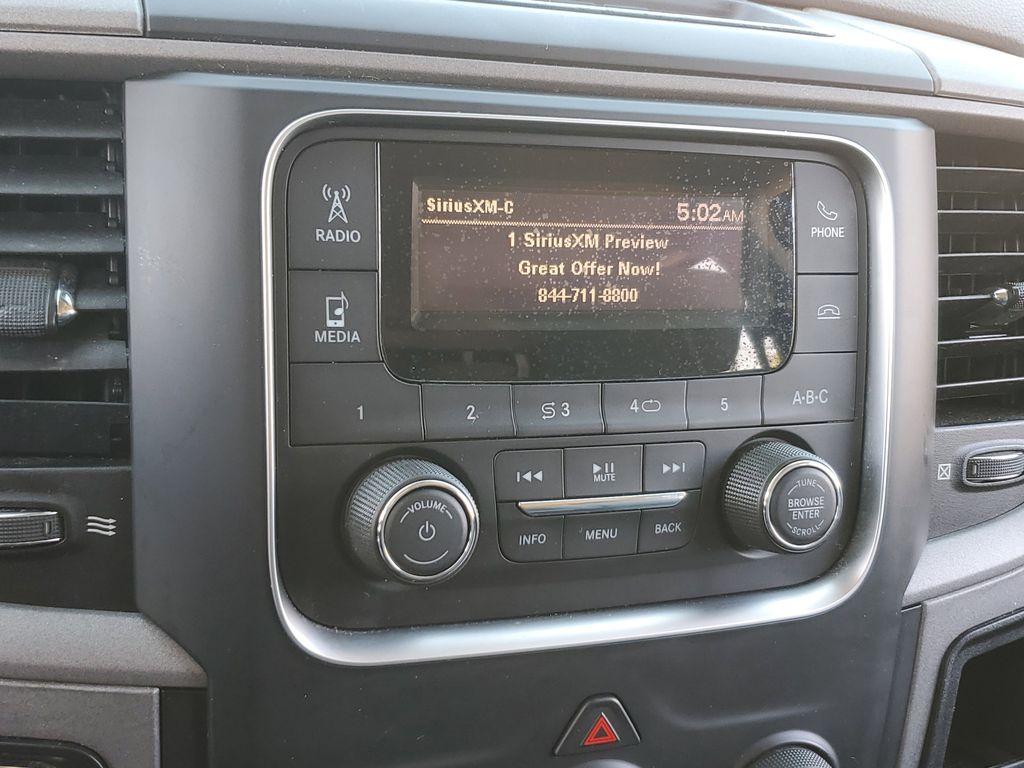 SiriusXM-C 5:02AM
1 SiriusXM Preview
Great Offer Now!
844-711-8800
RADIO
PHONE
MEDIA
1 2 3 4 5 A·B·C
MUTE
VOLUME
INFO MENU BACK
TUNE
BROWSE
ENTER
SCROLL